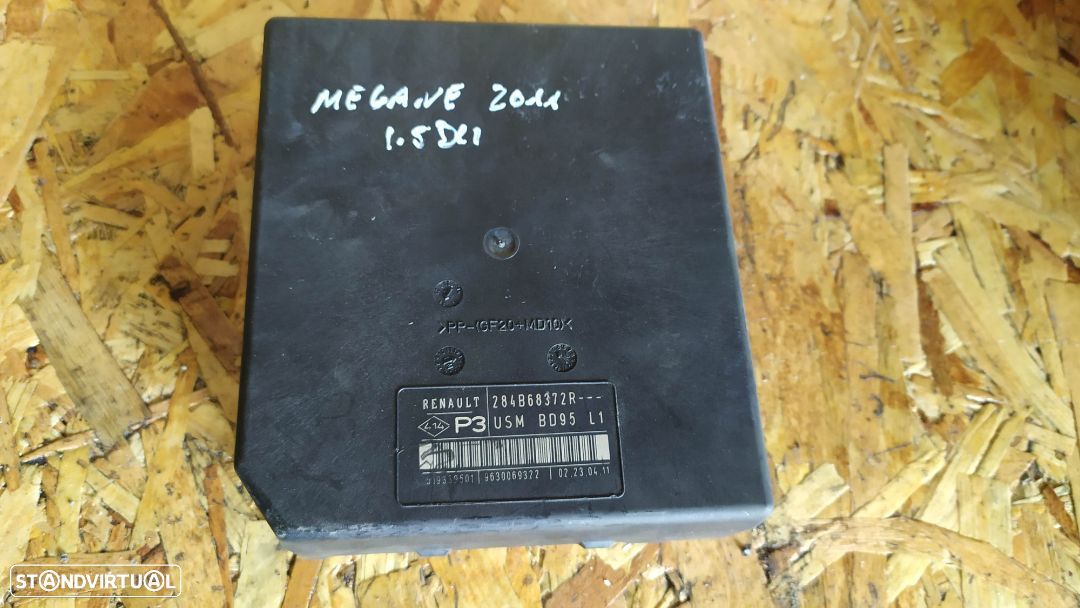 MEGANE 2011
1.5 DCI
>PP-(GF20+MD10)<
RENAULT 284B68372R---
414 P3 USM BD95 L1
9630069322 02.23.04.11
STANDVIRTUAL